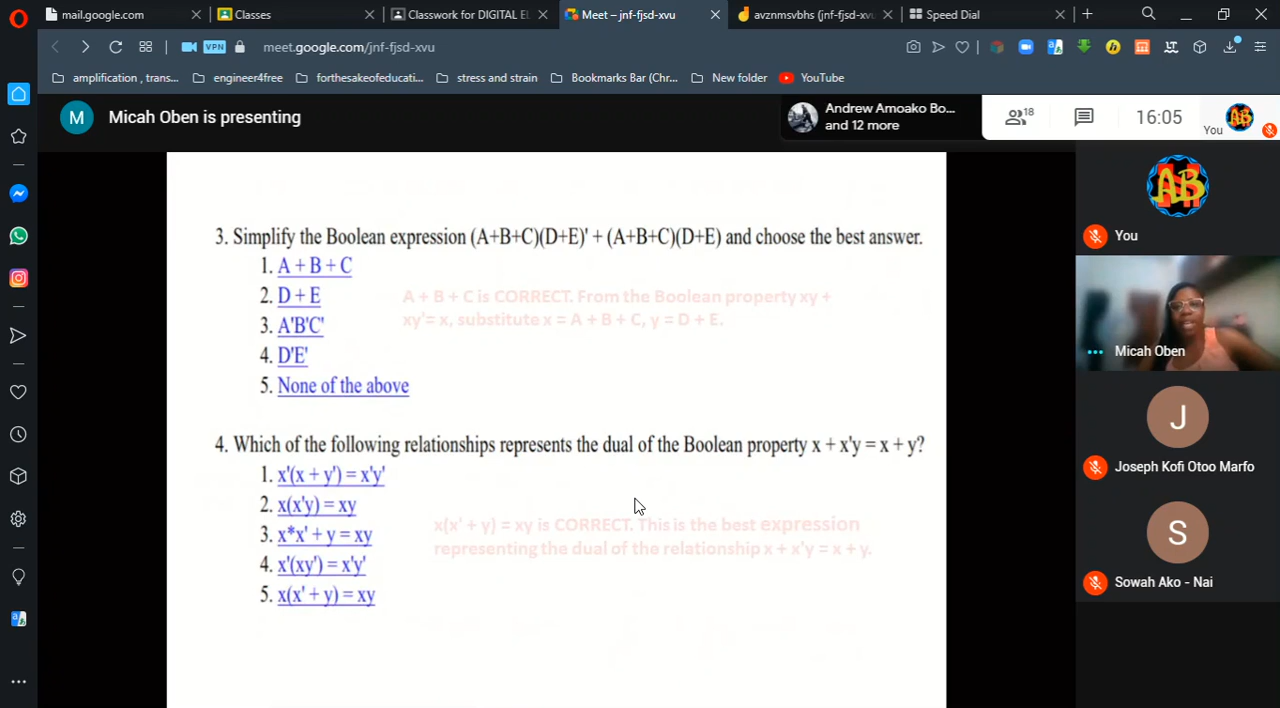 mail.google.com
Classes
Classwork for DIGITAL EL
Meet – jnf-fjsd-xvu
avznmsvbhs (jnf-fjsd-xv
Speed Dial
VPN
meet.google.com/jnf-fjsd-xvu
amplification , trans...
engineer4free
forthesakeofeducati...
stress and strain
Bookmarks Bar (Chr...
New folder
YouTube
M
Micah Oben is presenting
Andrew Amoako Bo...
and 12 more
18
16:05
You
3. Simplify the Boolean expression (A+B+C)(D+E)' + (A+B+C)(D+E) and choose the best answer.
1. A + B + C
2. D + E
3. A'B'C'
4. D'E'
5. None of the above
A + B + C is CORRECT. From the Boolean property xy +
xy'= x, substitute x = A + B + C, y = D + E.
4. Which of the following relationships represents the dual of the Boolean property x + x'y = x + y?
1. x'(x + y') = x'y'
2. x(x'y) = xy
3. x*x' + y = xy
4. x'(xy') = x'y'
5. x(x' + y) = xy
x(x' + y) = xy is CORRECT. This is the best expression
representing the dual of the relationship x + x'y = x + y.
AB
You
Micah Oben
J
Joseph Kofi Otoo Marfo
S
Sowah Ako - Nai